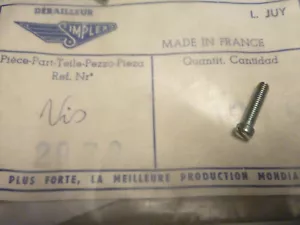 DÉRAILLEUR
SIMPLEX
L. JUY
MADE IN FRANCE
Pièce-Part-Teile-Pezzo-Pieza
Ref. Nr°
Quantit. Cantidad
Vis
PLUS FORTE, LA MEILLEURE PRODUCTION MONDIA